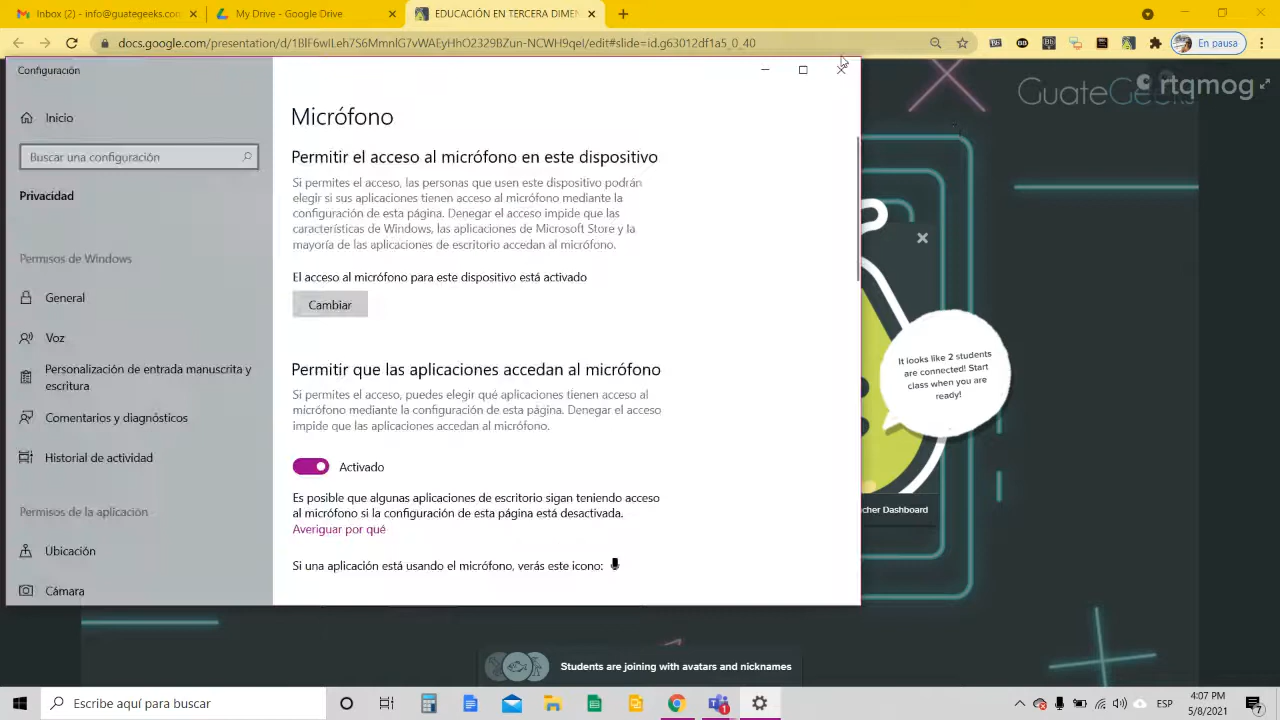 Inbox (2) - info@guategeeks.con
My Drive - Google Drive
EDUCACIÓN EN TERCERA DIMEN
docs.google.com/presentation/d/1BlF6wILeh7S6MmnlG7vWAEyHhO2329BZun-NCWH9qeI/edit#slide=id.g63012df1a5_0_40
En pausa
Configuración
Inicio
Buscar una configuración
Privacidad
Permisos de Windows
General
Voz
Personalización de entrada manuscrita y
escritura
Comentarios y diagnósticos
Historial de actividad
Permisos de la aplicación
Ubicación
Cámara
Micrófono
Permitir el acceso al micrófono en este dispositivo
Si permites el acceso, las personas que usen este dispositivo podrán
elegir si sus aplicaciones tienen acceso al micrófono mediante la
configuración de esta página. Denegar el acceso impide que las
características de Windows, las aplicaciones de Microsoft Store y la
mayoría de las aplicaciones de escritorio accedan al micrófono.
El acceso al micrófono para este dispositivo está activado
Cambiar
Permitir que las aplicaciones accedan al micrófono
Si permites el acceso, puedes elegir qué aplicaciones tienen acceso al
micrófono mediante la configuración de esta página. Denegar el acceso
impide que las aplicaciones accedan al micrófono.
Activado
Es posible que algunas aplicaciones de escritorio sigan teniendo acceso
al micrófono si la configuración de esta página está desactivada.
Averiguar por qué
Si una aplicación está usando el micrófono, verás este icono:
GuateGeeks
rtqmog
It looks like 2 students
are connected! Start
class when you are
ready!
cher Dashboard
Students are joining with avatars and nicknames
Escribe aquí para buscar
1
ESP
4:07 PM
5/8/2021
7